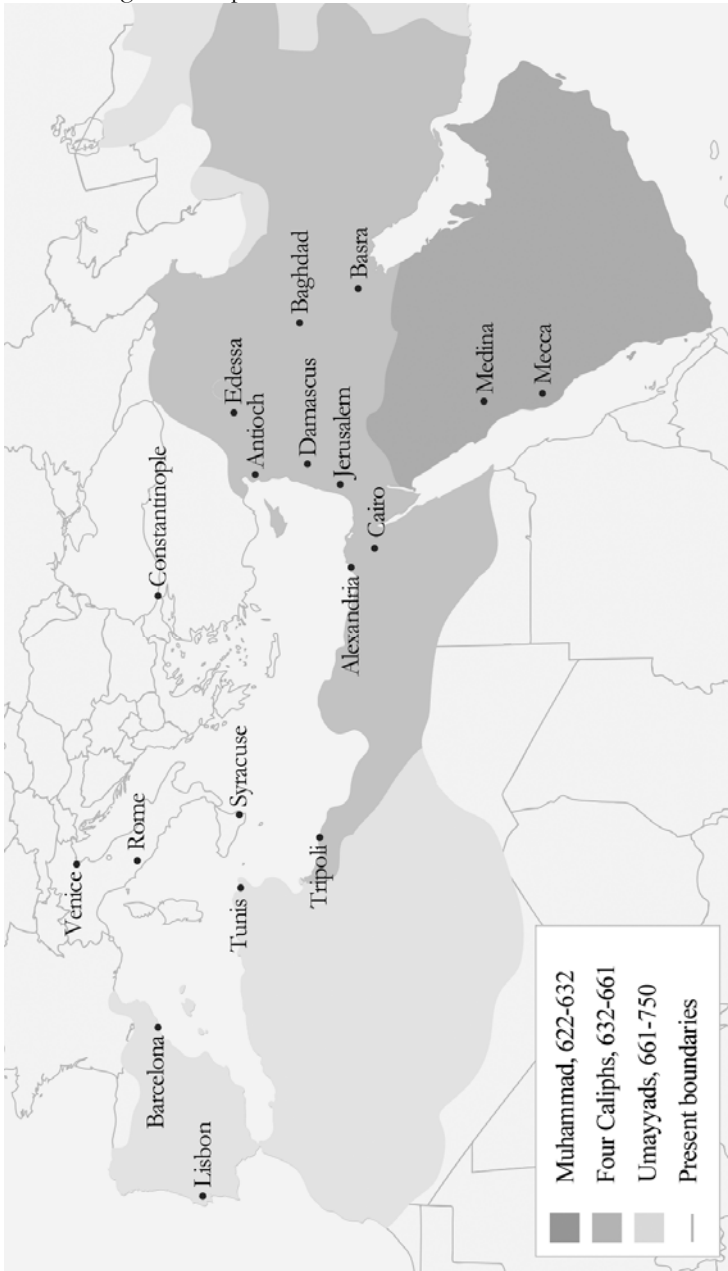 Venice
Rome
Barcelona
Lisbon
Tunis
Syracuse
Tripoli
Constantinople
Edessa
Antioch
Damascus
Jerusalem
Baghdad
Basra
Alexandria
Cairo
Medina
Mecca
Muhammad, 622-632
Four Caliphs, 632-661
Umayyads, 661-750
Present boundaries